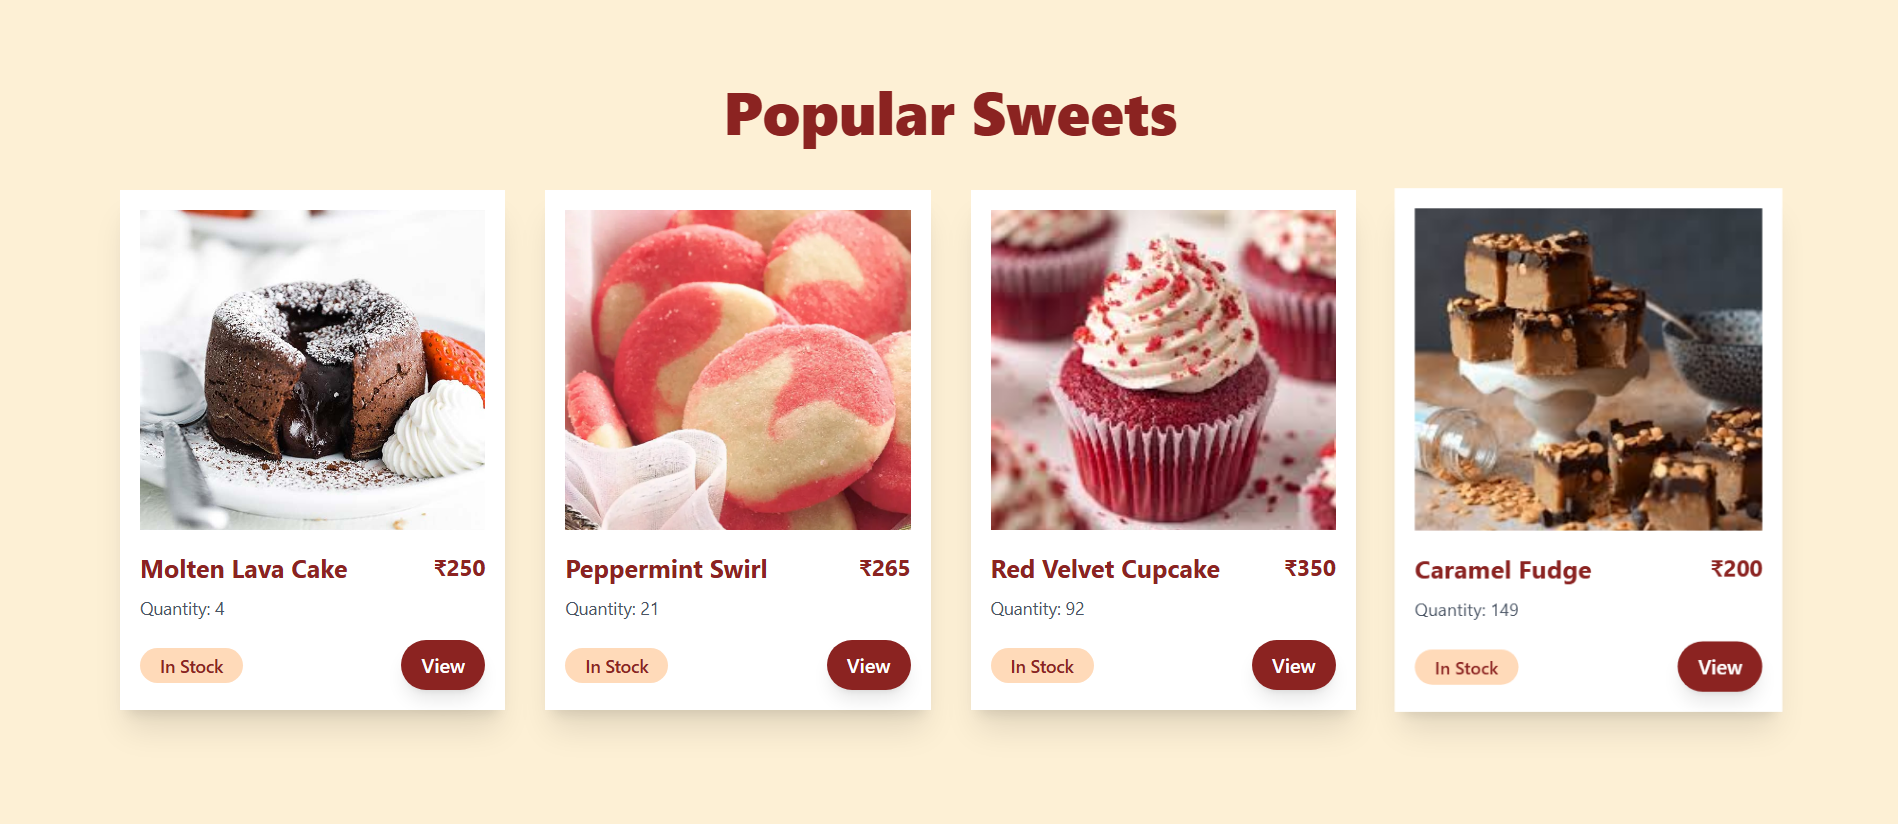 Popular Sweets
Molten Lava Cake ₹250
Quantity: 4
In Stock View
Peppermint Swirl ₹265
Quantity: 21
In Stock View
Red Velvet Cupcake ₹350
Quantity: 92
In Stock View
Caramel Fudge ₹200
Quantity: 149
In Stock View